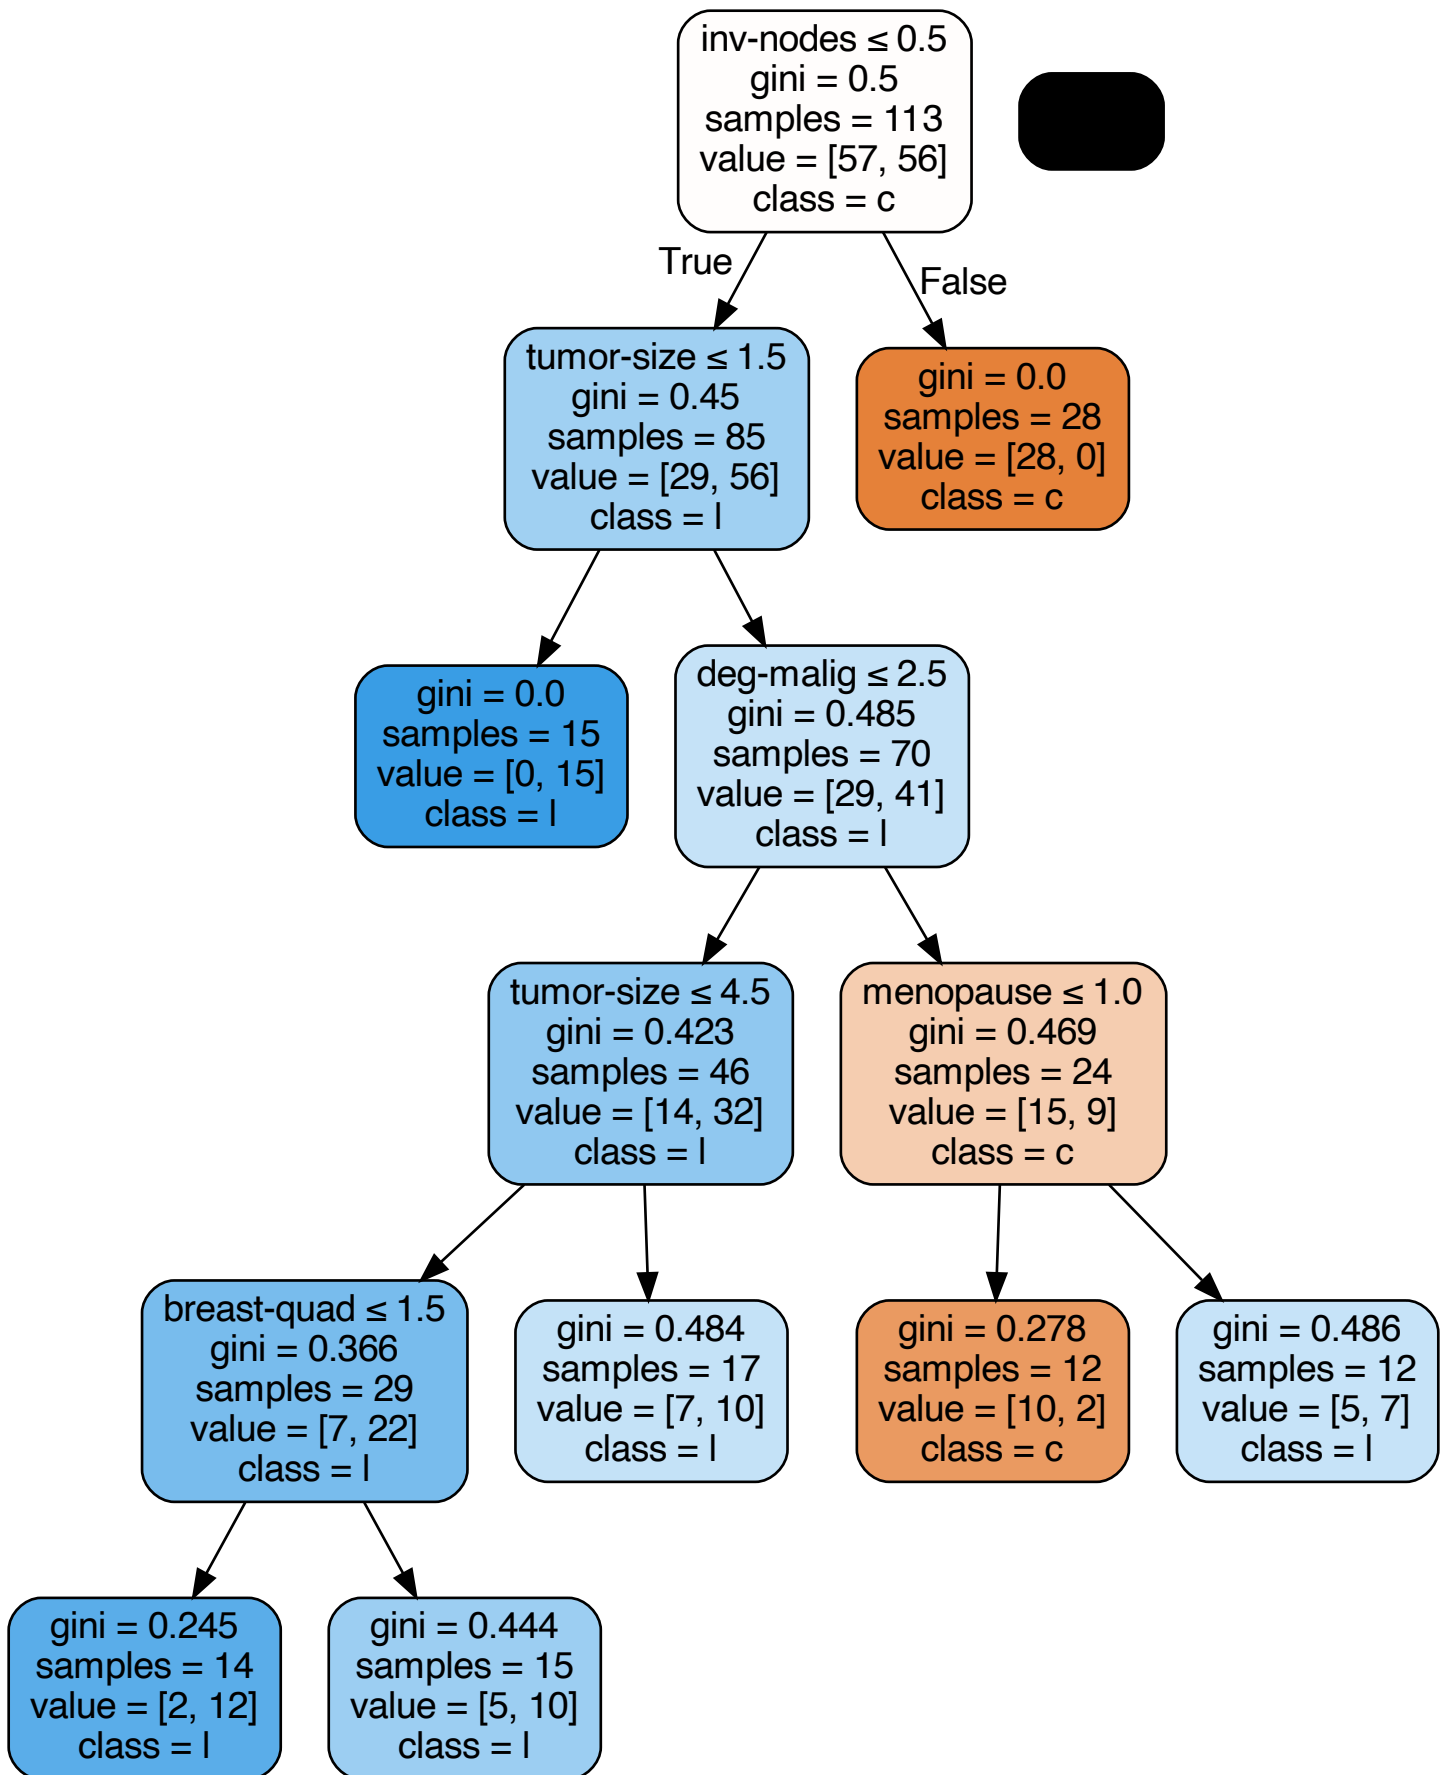 inv-nodes ≤ 0.5
gini = 0.5
samples = 113
value = [57, 56]
class = c
True
False
tumor-size ≤ 1.5
gini = 0.45
samples = 85
value = [29, 56]
class = l
gini = 0.0
samples = 28
value = [28, 0]
class = c
gini = 0.0
samples = 15
value = [0, 15]
class = l
deg-malig ≤ 2.5
gini = 0.485
samples = 70
value = [29, 41]
class = l
tumor-size ≤ 4.5
gini = 0.423
samples = 46
value = [14, 32]
class = l
menopause ≤ 1.0
gini = 0.469
samples = 24
value = [15, 9]
class = c
breast-quad ≤ 1.5
gini = 0.366
samples = 29
value = [7, 22]
class = l
gini = 0.484
samples = 17
value = [7, 10]
class = l
gini = 0.278
samples = 12
value = [10, 2]
class = c
gini = 0.486
samples = 12
value = [5, 7]
class = l
gini = 0.245
samples = 14
value = [2, 12]
class = l
gini = 0.444
samples = 15
value = [5, 10]
class = l